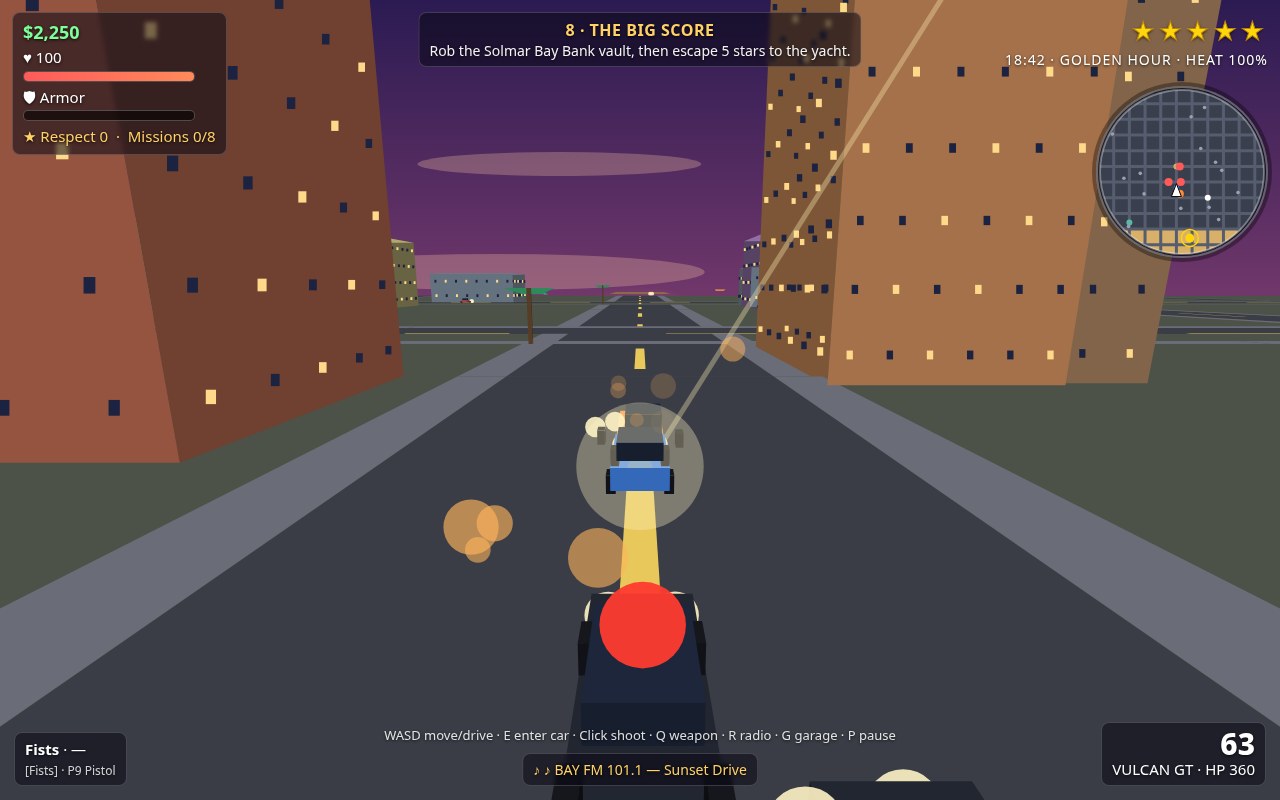 $2,250
♥ 100
Armor
★ Respect 0 · Missions 0/8
8 · THE BIG SCORE
Rob the Solmar Bay Bank vault, then escape 5 stars to the yacht.
★★★★★
18:42 · GOLDEN HOUR · HEAT 100%
Fists · —
[Fists] · P9 Pistol
WASD move/drive · E enter car · Click shoot · Q weapon · R radio · G garage · P pause
♪ ♪ BAY FM 101.1 — Sunset Drive
63
VULCAN GT · HP 360